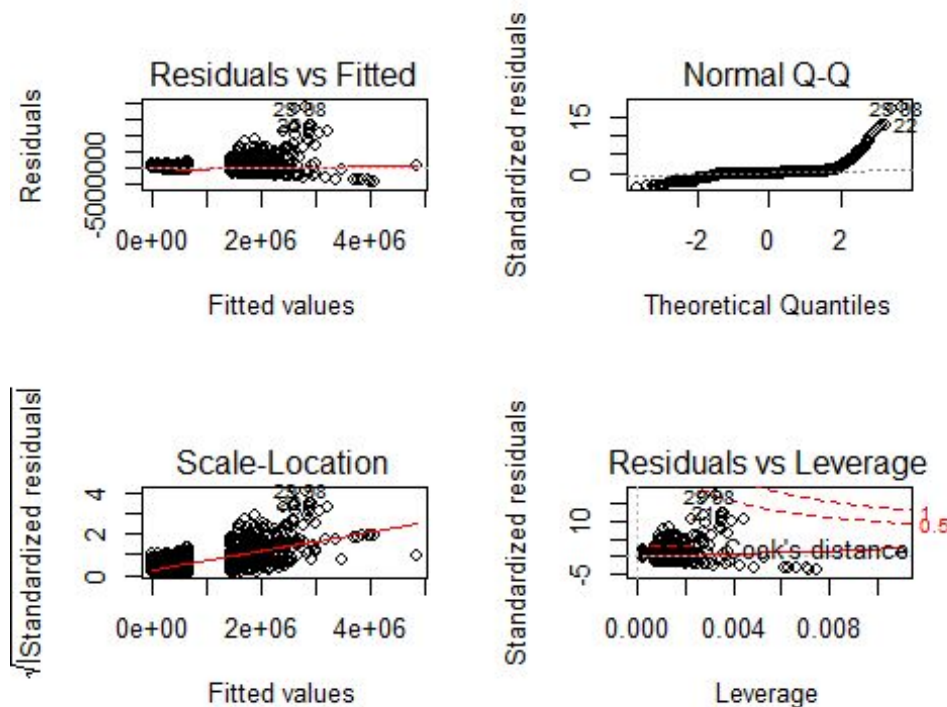 Residuals vs Fitted
Residuals
-5000000
0e+00 2e+06 4e+06
Fitted values
Normal Q-Q
Standardized residuals
15
0
22
-2 0 2
Theoretical Quantiles
Scale-Location
√|Standardized residuals|
4
2
0
0e+00 2e+06 4e+06
Fitted values
Residuals vs Leverage
Standardized residuals
10
-5
1
0.5
Cook's distance
0.000 0.004 0.008
Leverage